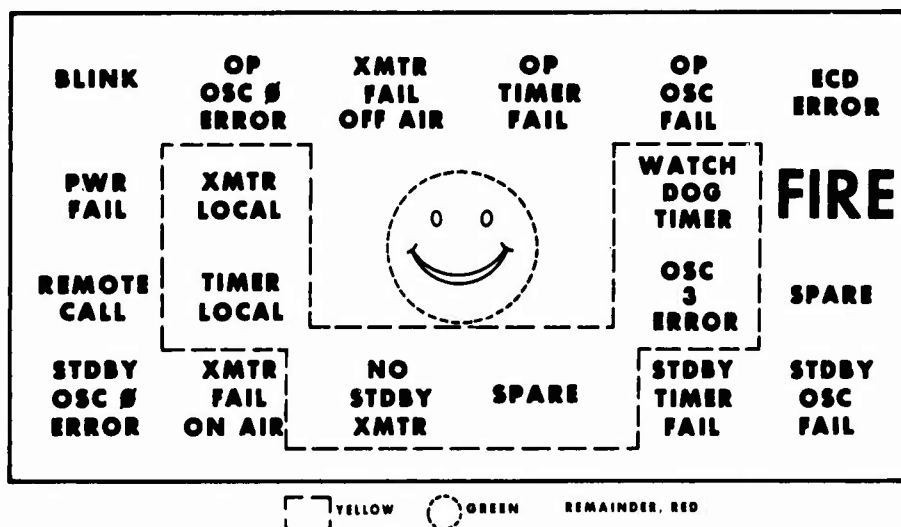 BLINK
OP
OSC Ø
ERROR
XMTR
FAIL
OFF AIR
OP
TIMER
FAIL
OP
OSC
FAIL
ECD
ERROR
PWR
FAIL
XMTR
LOCAL
WATCH
DOG
TIMER
FIRE
REMOTE
CALL
TIMER
LOCAL
OSC
3
ERROR
SPARE
STDBY
OSC Ø
ERROR
XMTR
FAIL
ON AIR
NO
STDBY
XMTR
SPARE
STDBY
TIMER
FAIL
STDBY
OSC
FAIL
YELLOW GREEN REMAINDER, RED